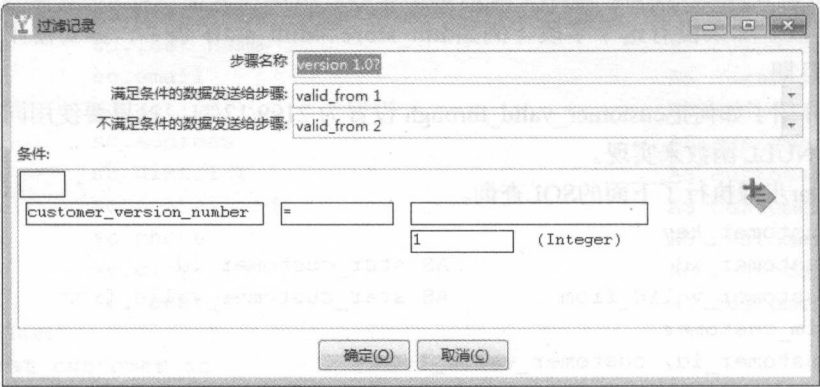 过滤记录
步骤名称 version 1.0?
满足条件的数据发送给步骤: valid_from 1
不满足条件的数据发送给步骤: valid_from 2
条件:
customer_version_number =
1 (Integer)
确定(O) 取消(C)